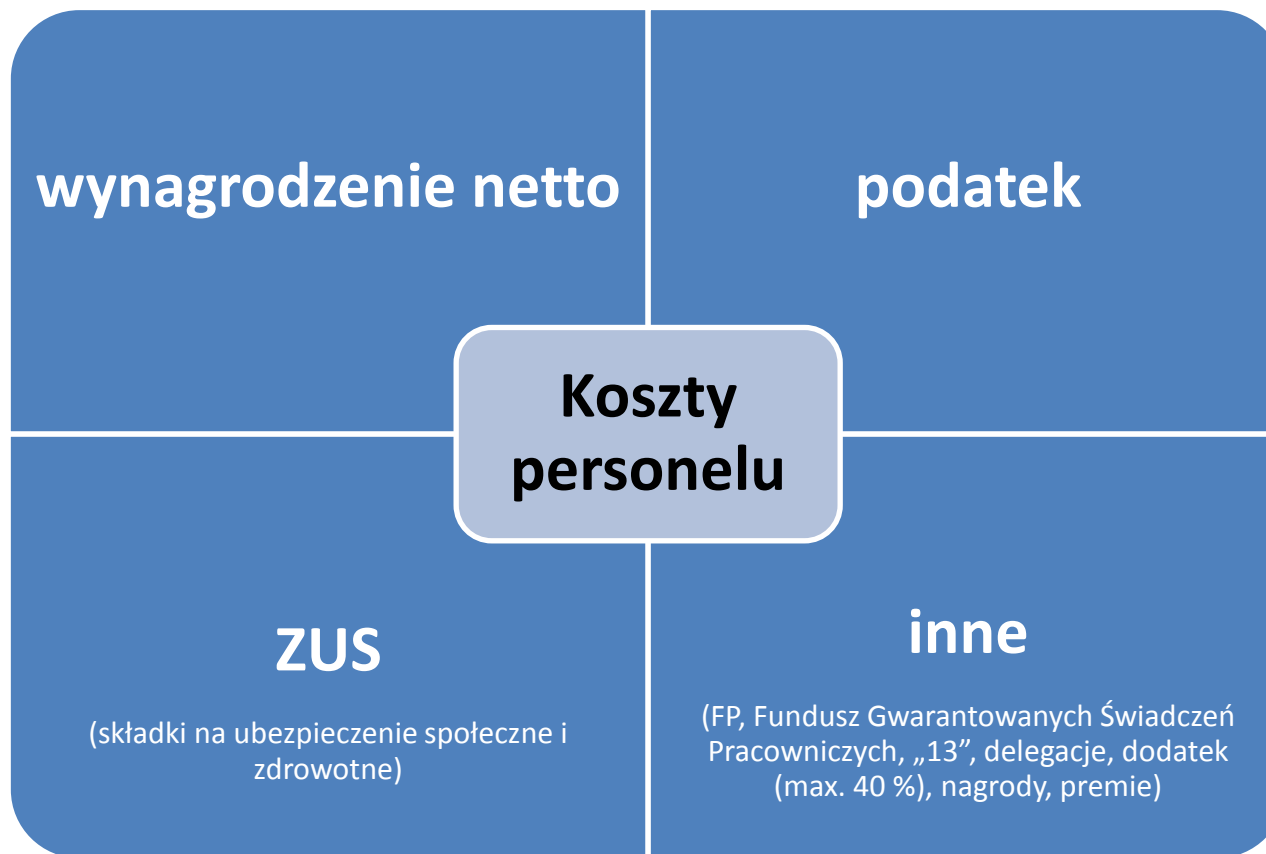 wynagrodzenie netto
podatek
Koszty
personelu
ZUS
(składki na ubezpieczenie społeczne i
zdrowotne)
inne
(FP, Fundusz Gwarantowanych Świadczeń
Pracowniczych, „13”, delegacje, dodatek
(max. 40 %), nagrody, premie)